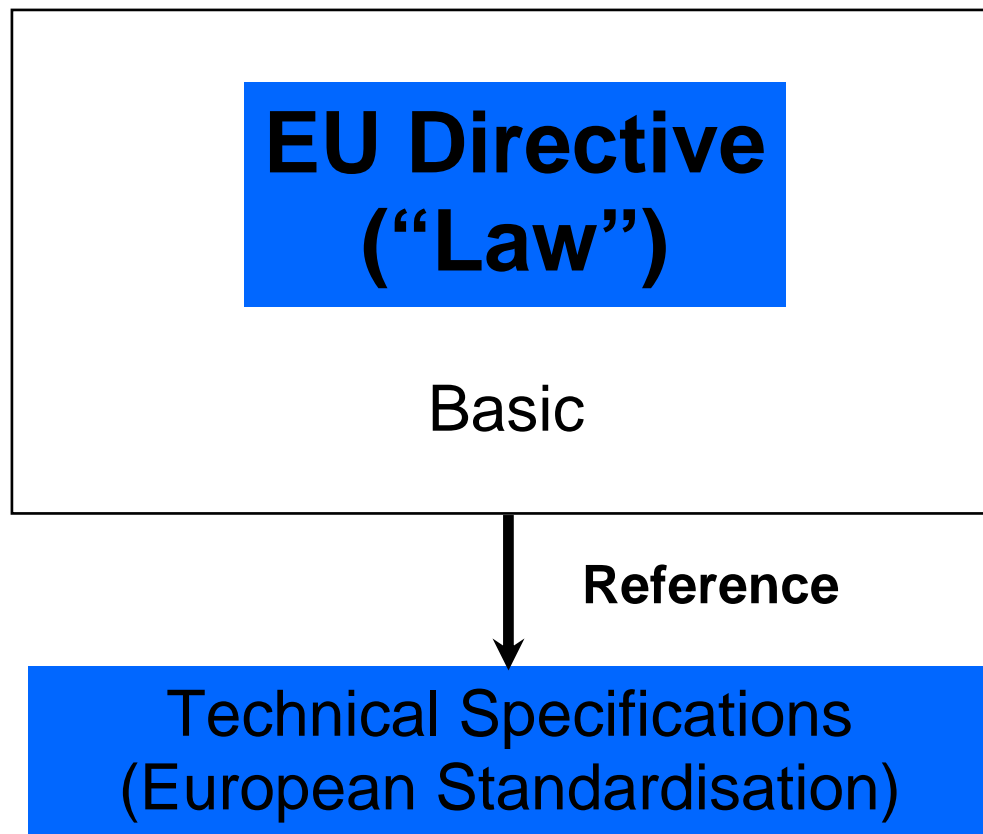 EU Directive
(“Law”)
Basic
Reference
Technical Specifications
(European Standardisation)